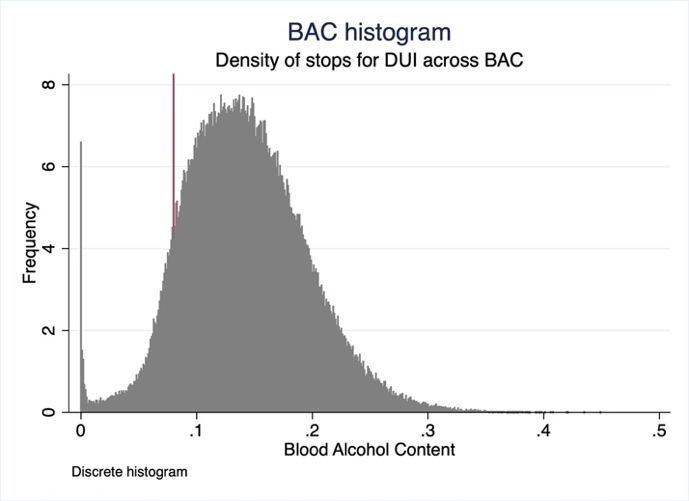 BAC histogram
Density of stops for DUI across BAC
Frequency
8
6
4
2
0
0 .1 .2 .3 .4 .5
Blood Alcohol Content
Discrete histogram